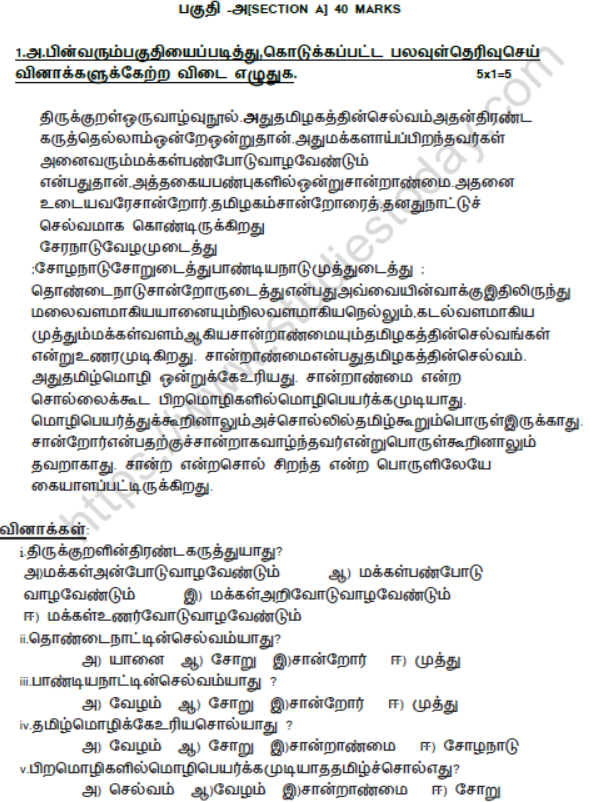 பகுதி -அ[SECTION A] 40 MARKS
1.அ.பின்வரும்பகுதியைப்படித்து,கொடுக்கப்பட்ட பலவுள்தெரிவுசெய்
வினாக்களுக்கேற்ற விடை எழுதுக. 5x1=5
திருக்குறள்ஒருவாழ்வுநூல்.அதுதமிழகத்தின்செல்வம்அதன்திரண்ட
கருத்தெல்லாம்ஒன்றேஒன்றுதான்.அதுமக்களாய்ப்பிறந்தவர்கள்
அனைவரும்மக்கள்பண்போடுவாழவேண்டும்
என்பதுதான்.அத்தகையபண்புகளில்ஒன்றுசான்றாண்மை.அதனை
உடையவரேசான்றோர்.தமிழகம்சான்றோரைத்,தனதுநாட்டுச்
செல்வமாக கொண்டிருக்கிறது
சேரநாடுவேழமுடைத்து
;சோழநாடுசோறுடைத்துபாண்டியநாடுமுத்துடைத்து ;
தொண்டைநாடுசான்றோருடைத்துஎன்பதுஅவ்வையின்வாக்குஇதிலிருந்து
மலைவளமாகியயானையும்நிலவளமாகியநெல்லும்,கடல்வளமாகிய
முத்தும்மக்கள்வளம்ஆகியசான்றாண்மையும்தமிழகத்தின்செல்வங்கள்
என்றுஉணரமுடிகிறது. சான்றாண்மைஎன்பதுதமிழகத்தின்செல்வம்.
அதுதமிழ்மொழி ஒன்றுக்கேஉரியது. சான்றாண்மை என்ற
சொல்லைக்கூட பிறமொழிகளில்மொழிபெயர்க்கமுடியாது.
மொழிபெயர்த்துக்கூறினாலும்அச்சொல்லில்தமிழ்கூறும்பொருள்இருக்காது.
சான்றோர்என்பதற்குச்சான்றாகவாழ்ந்தவர்என்றுபொருள்கூறினாலும்
தவறாகாது. சான்ற என்றசொல் சிறந்த என்ற பொருளிலேயே
கையாளப்பட்டிருக்கிறது.
வினாக்கள்:
i.திருக்குறளின்திரண்டகருத்துயாது?
அ)மக்கள்அன்போடுவாழவேண்டும் ஆ) மக்கள்பண்போடு
வாழவேண்டும் இ) மக்கள்அறிவோடுவாழவேண்டும்
ஈ) மக்கள்உணர்வோடுவாழவேண்டும்
ii.தொண்டைநாட்டின்செல்வம்யாது?
அ) யானை ஆ) சோறு இ)சான்றோர் ஈ) முத்து
iii.பாண்டியநாட்டின்செல்வம்யாது ?
அ) வேழம் ஆ) சோறு இ)சான்றோர் ஈ) முத்து
iv.தமிழ்மொழிக்கேஉரியசொல்யாது ?
அ) வேழம் ஆ) சோறு இ)சான்றாண்மை ஈ) சோழநாடு
v.பிறமொழிகளில்மொழிபெயர்க்கமுடியாததமிழ்ச்சொல்எது?
அ) செல்வம் ஆ)வேழம் இ)சான்றாண்மை ஈ) சோறு
https://www.studiestoday.com